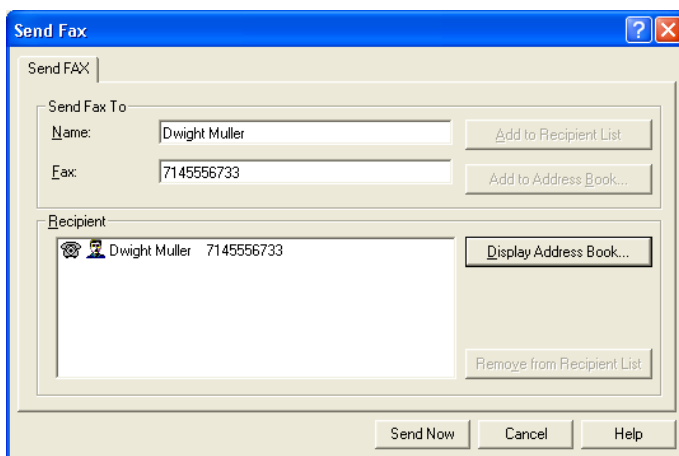 Send Fax
Send FAX
Send Fax To
Name: Dwight Muller Add to Recipient List
Fax: 7145556733 Add to Address Book...
Recipient
Dwight Muller 7145556733 Display Address Book...
Remove from Recipient List
Send Now Cancel Help